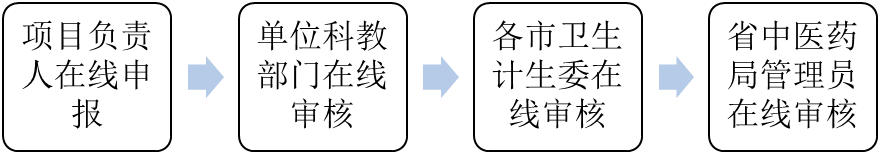 项目负责
人在线申
报
单位科教
部门在线
审核
各市卫生
计生委在
线审核
省中医药
局管理员
在线审核